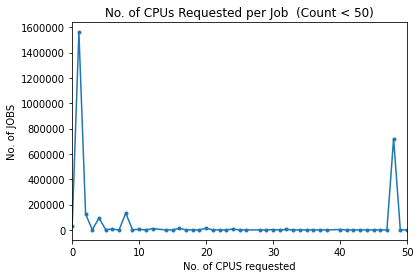 No. of CPUs Requested per Job  (Count < 50)
1600000
1400000
1200000
1000000
800000
600000
400000
200000
0
No. of JOBS
0 10 20 30 40 50
No. of CPUS requested